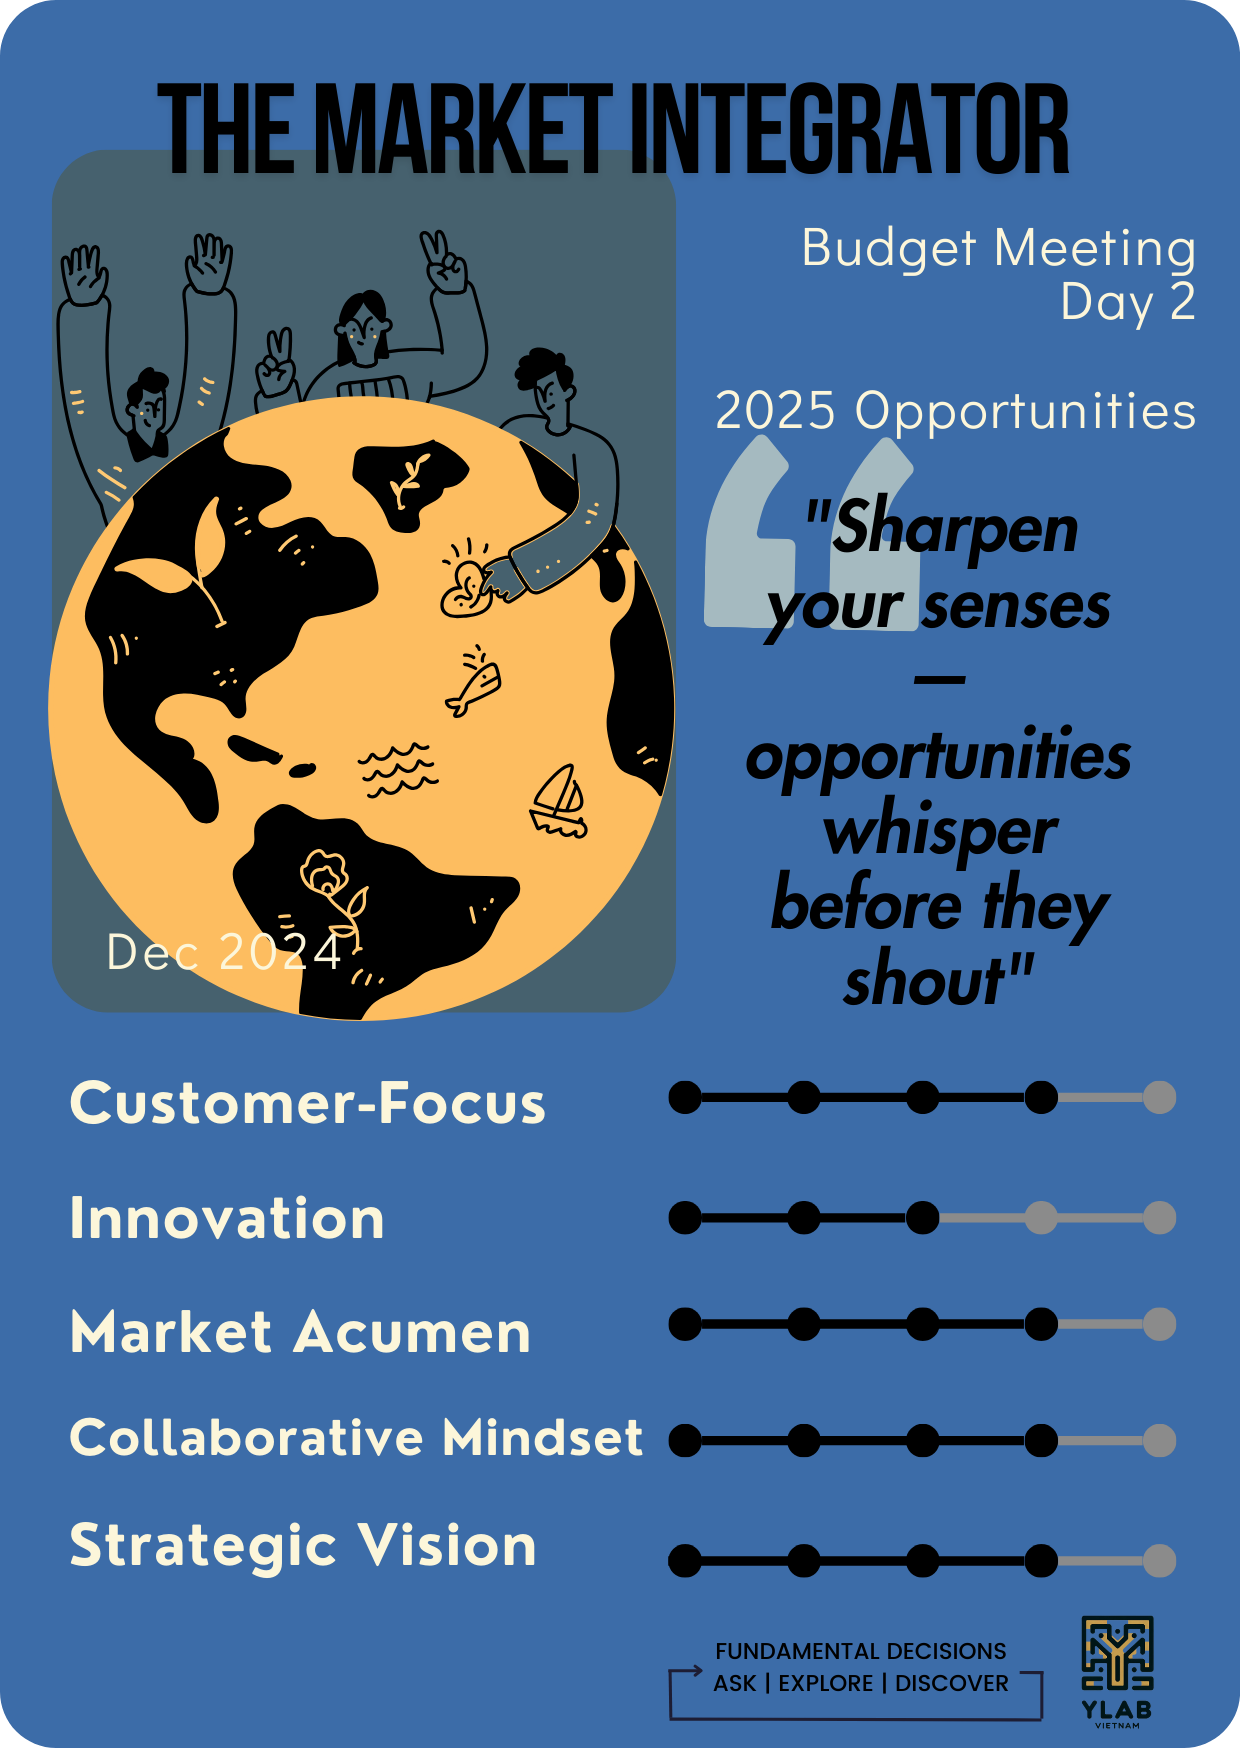 THE MARKET INTEGRATOR
Budget Meeting
Day 2
2025 Opportunities
"Sharpen
your senses
—
opportunities
whisper
before they
shout"
Dec 2024
Customer-Focus
Innovation
Market Acumen
Collaborative Mindset
Strategic Vision
FUNDAMENTAL DECISIONS
ASK | EXPLORE | DISCOVER
YLAB
VIETNAM